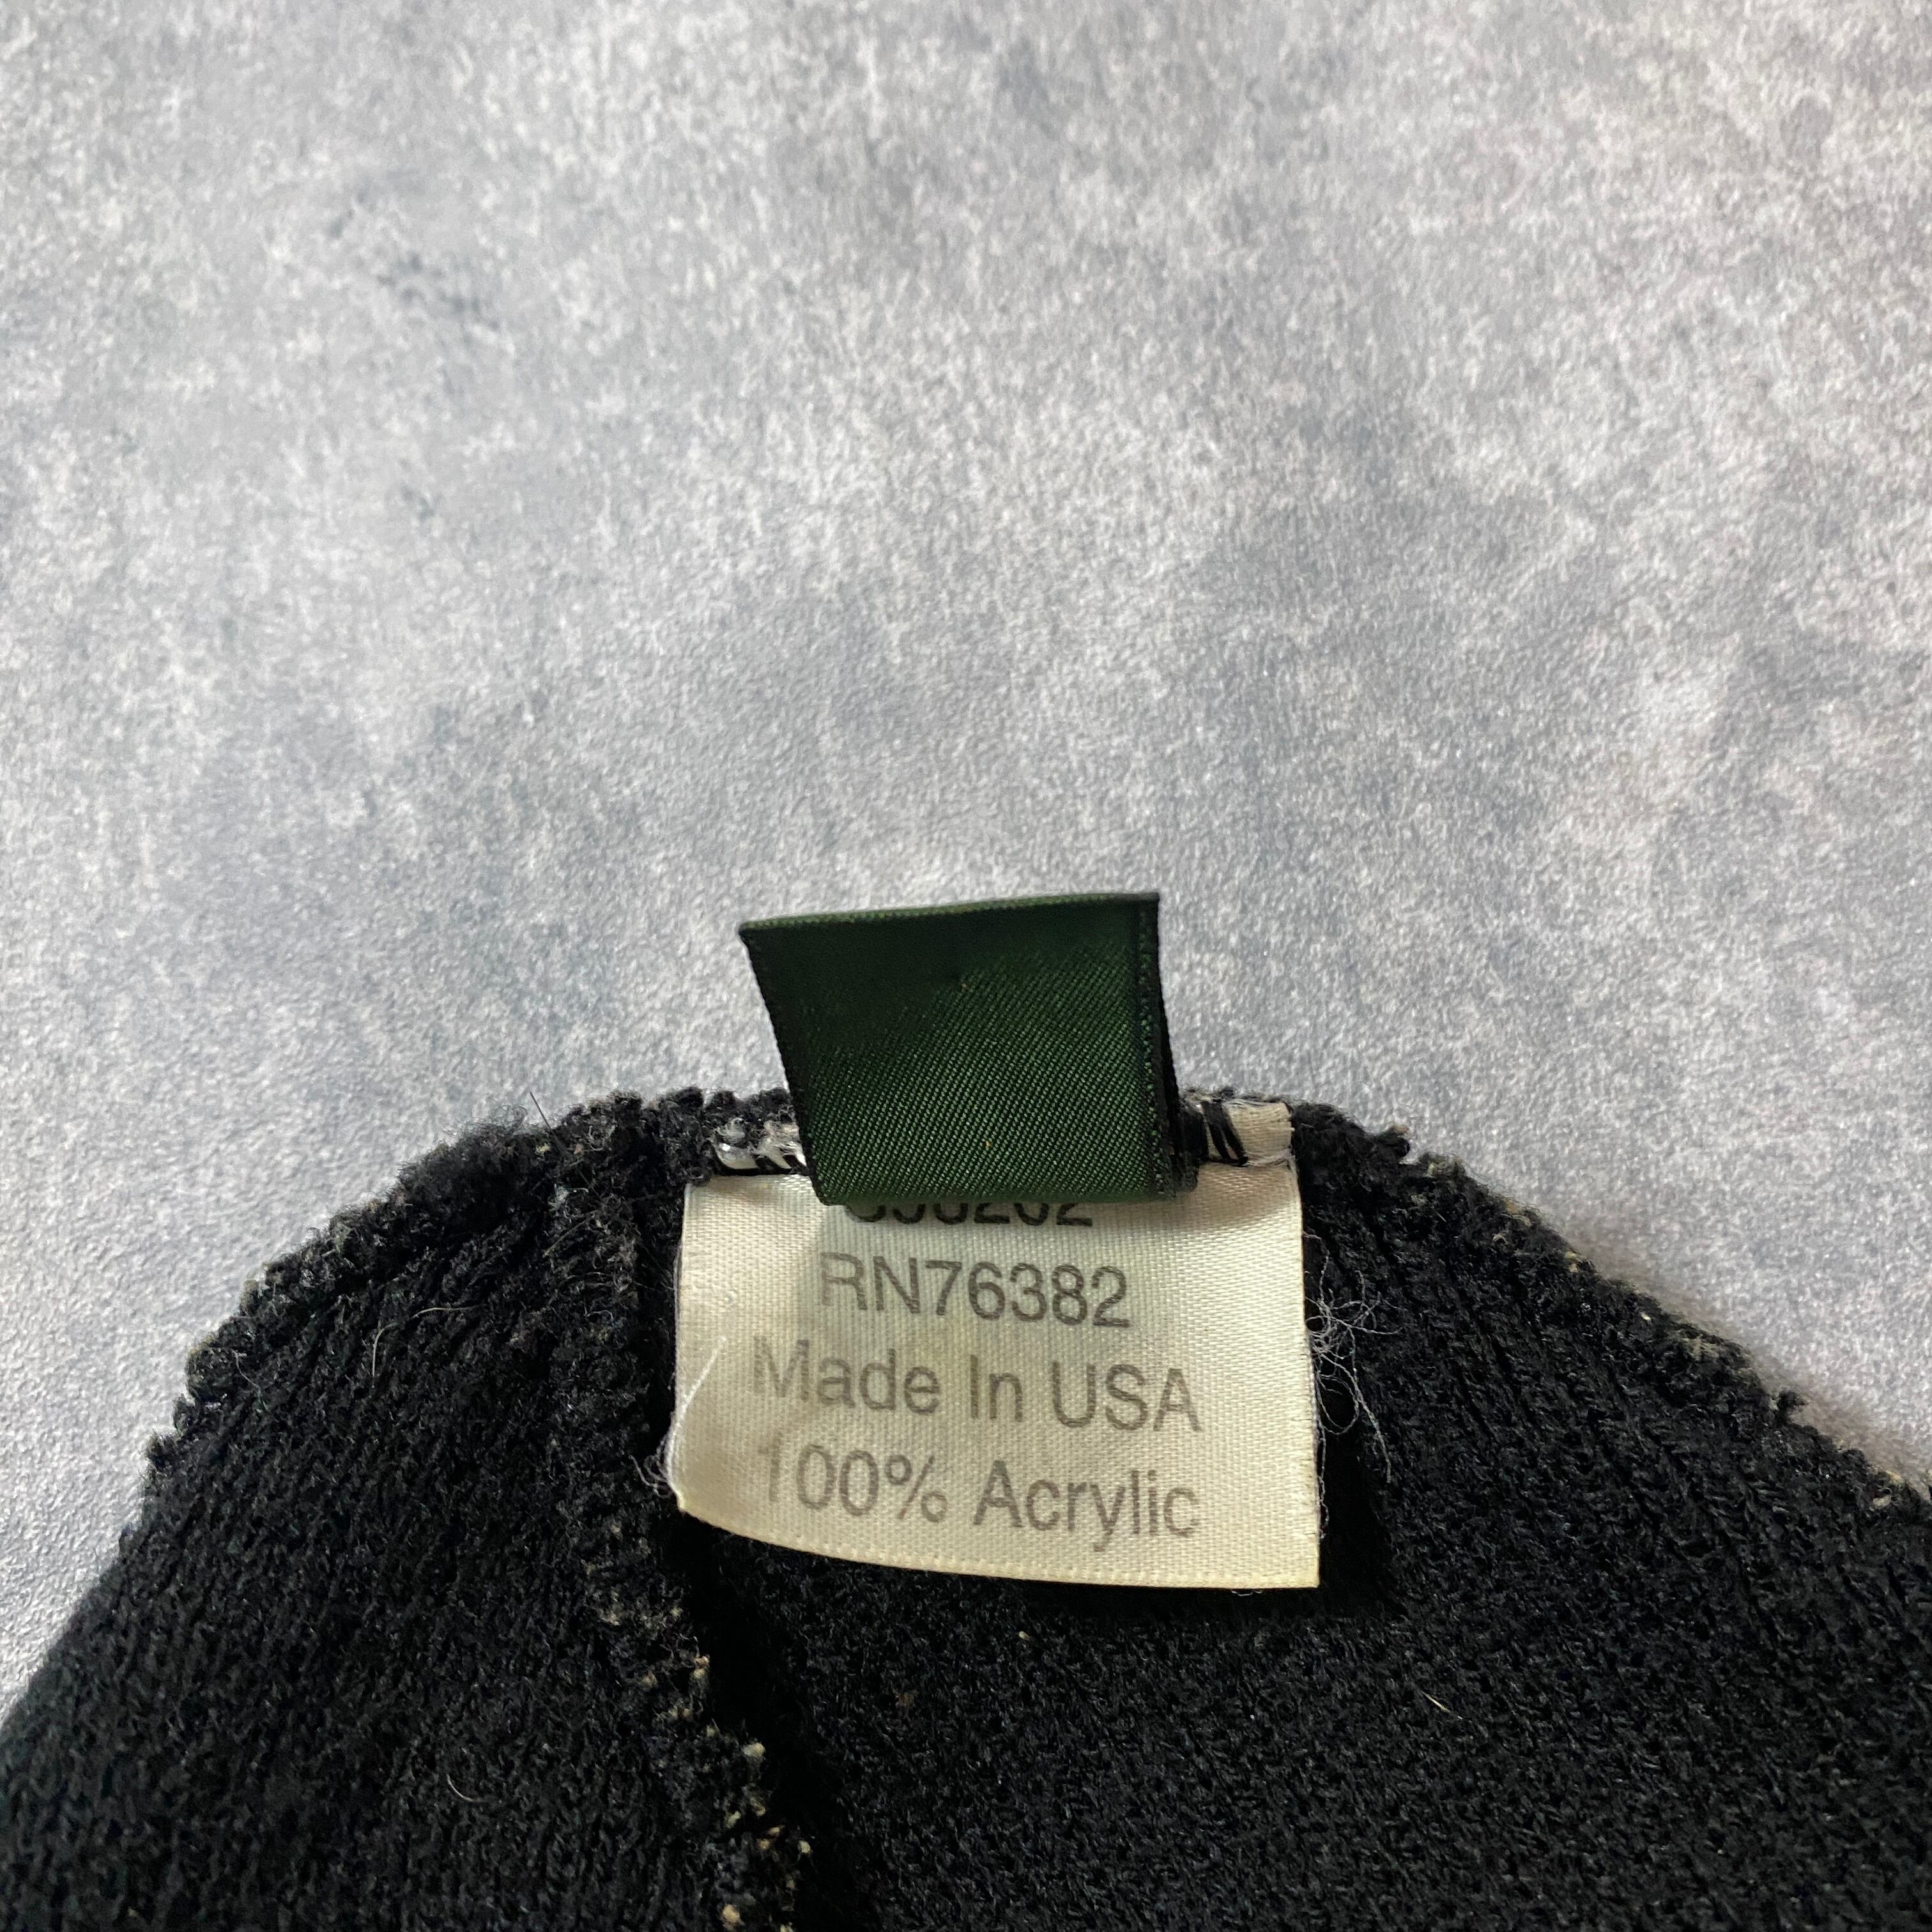 RN76382
Made In USA
100% Acrylic